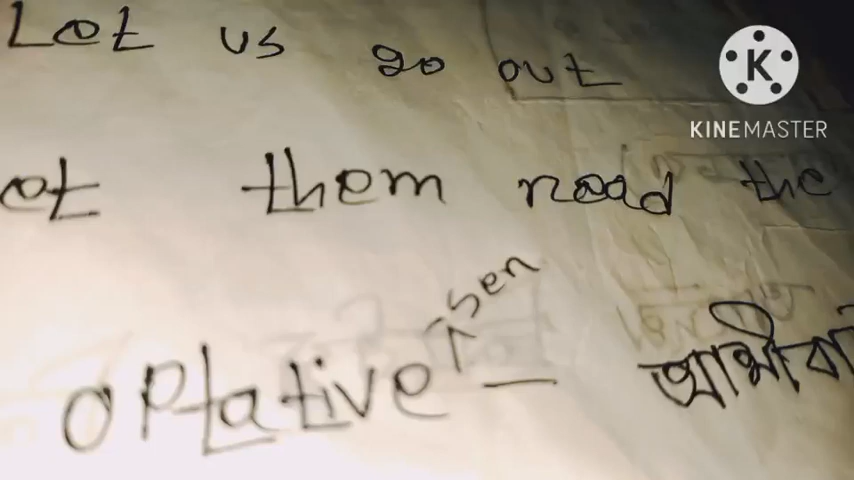 Let us go out
et them read the
Optative sen —
KINEMASTER